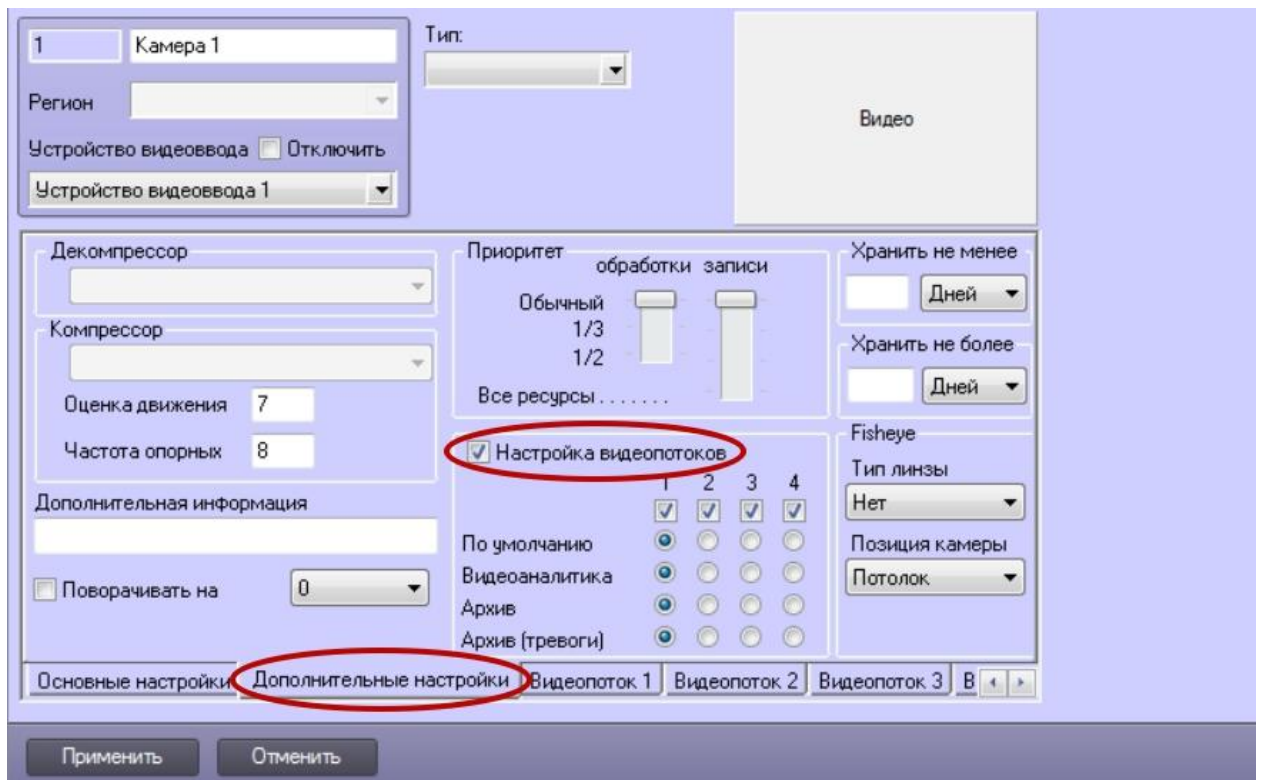 1 Камера 1
Регион
Устройство видеоввода Отключить
Устройство видеоввода 1
Тип:
Видео
Декомпрессор
Компрессор
Оценка движения 7
Частота опорных 8
Дополнительная информация
Поворачивать на 0
Приоритет
обработки записи
Обычный
1/3
1/2
Все ресурсы.......
Настройка видеопотоков
1 2 3 4
По умолчанию
Видеоаналитика
Архив
Архив (тревоги)
Хранить не менее
Дней
Хранить не более
Дней
Fisheye
Тип линзы
Нет
Позиция камеры
Потолок
Основные настройки Дополнительные настройки Видеопоток 1 Видеопоток 2 Видеопоток 3 В
Применить Отменить